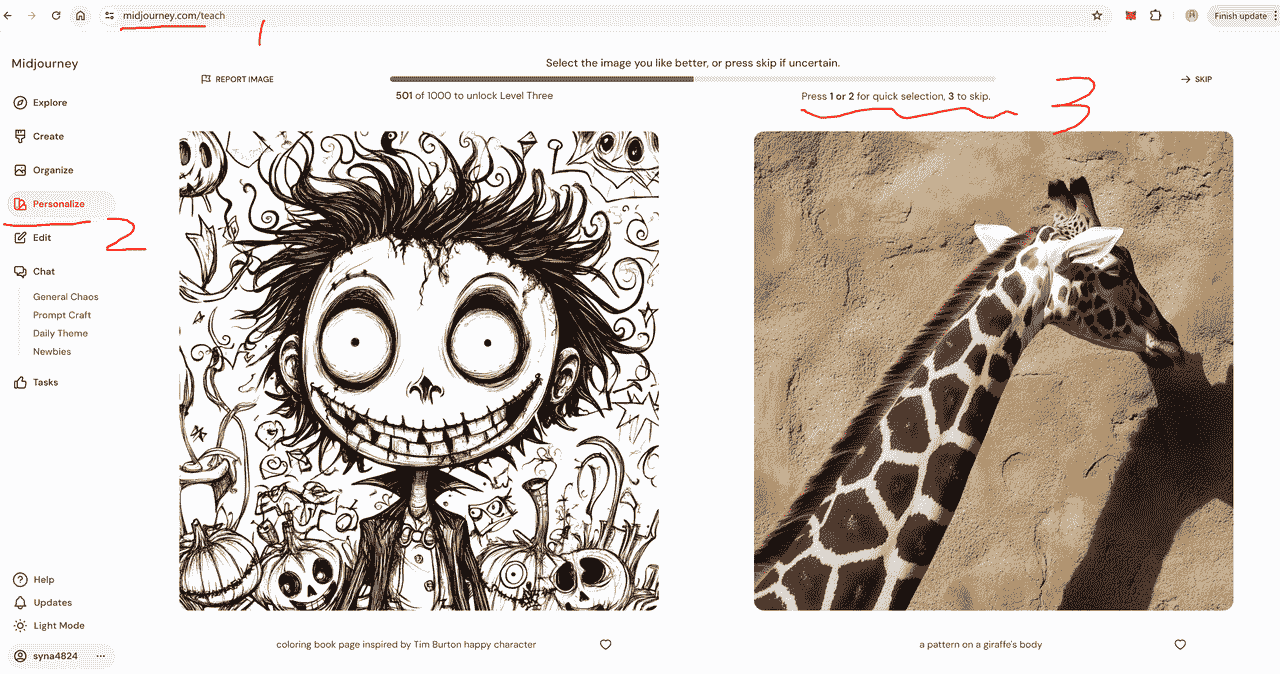 midjourney.com/teach
Finish update
1
Midjourney
Select the image you like better, or press skip if uncertain.
REPORT IMAGE
SKIP
501 of 1000 to unlock Level Three
Press 1 or 2 for quick selection, 3 to skip.
3
Explore
Create
Organize
Personalize
2
Edit
Chat
General Chaos
Prompt Craft
Daily Theme
Newbies
Tasks
Help
Updates
Light Mode
syna4824
coloring book page inspired by Tim Burton happy character
a pattern on a giraffe's body